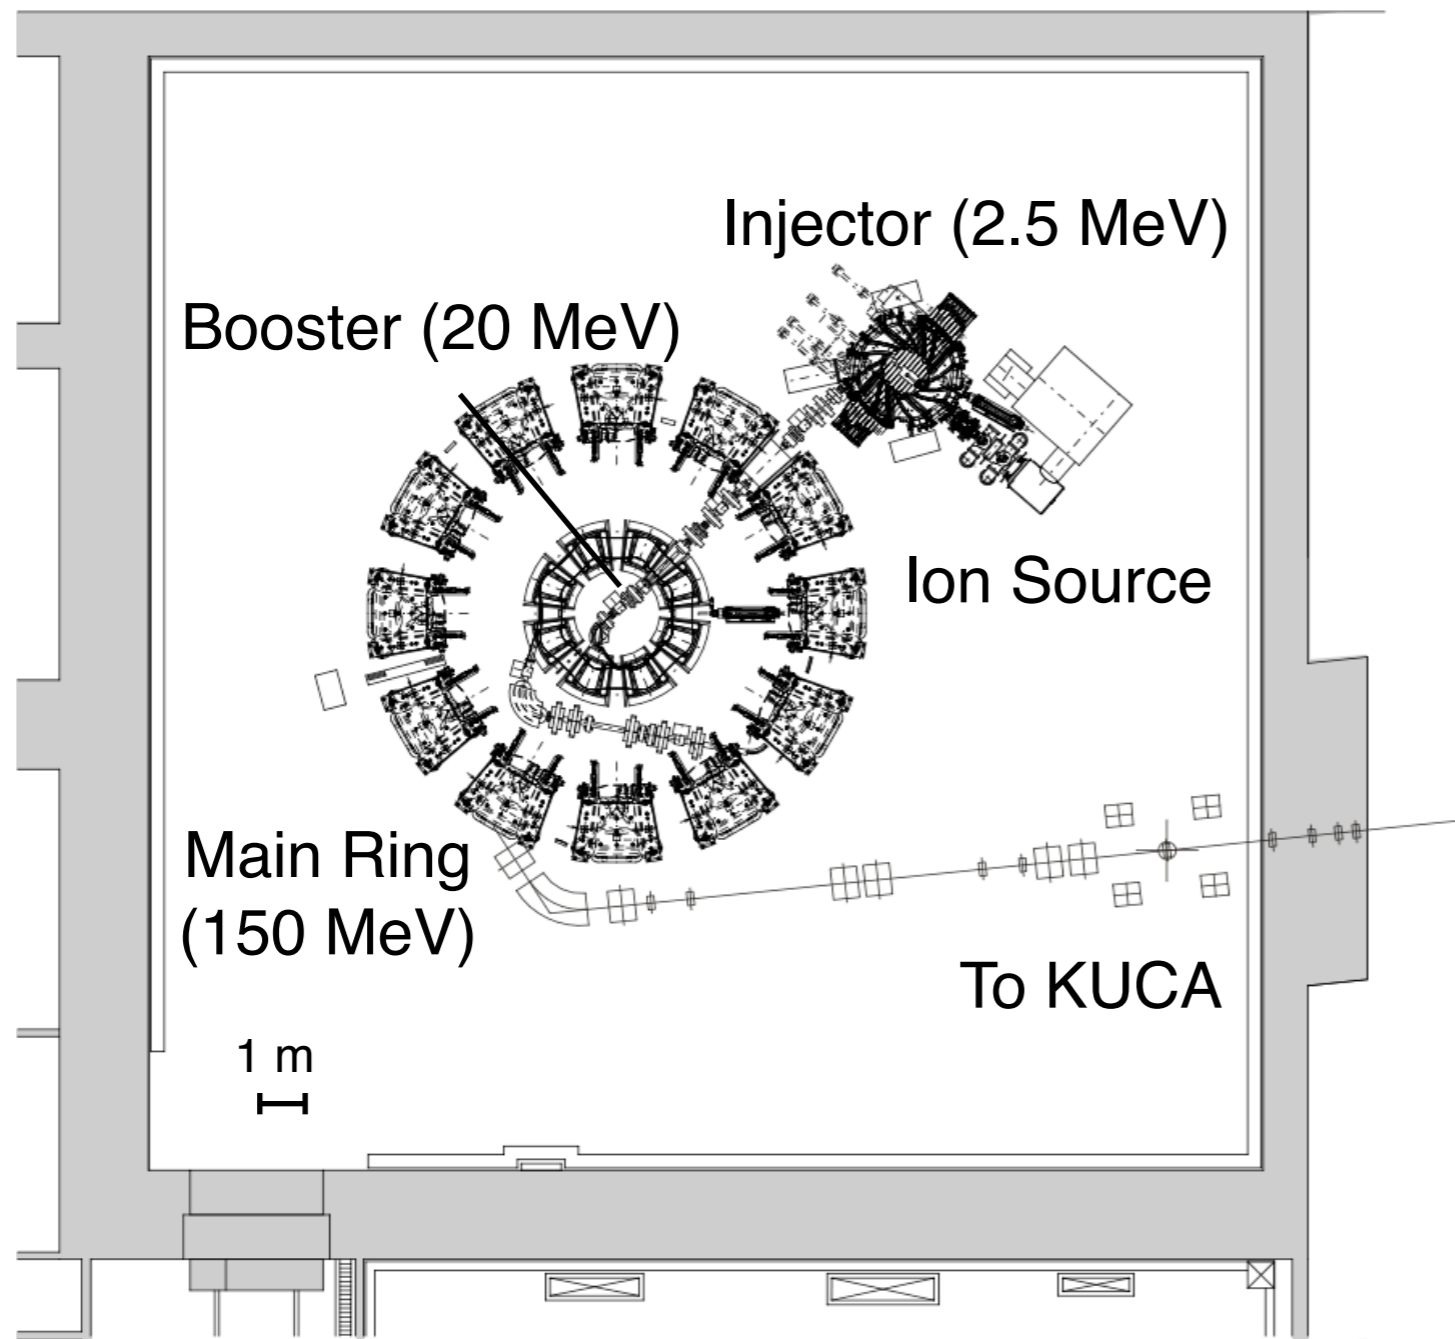 Injector (2.5 MeV)
Booster (20 MeV)
Ion Source
Main Ring
(150 MeV)
To KUCA
1 m